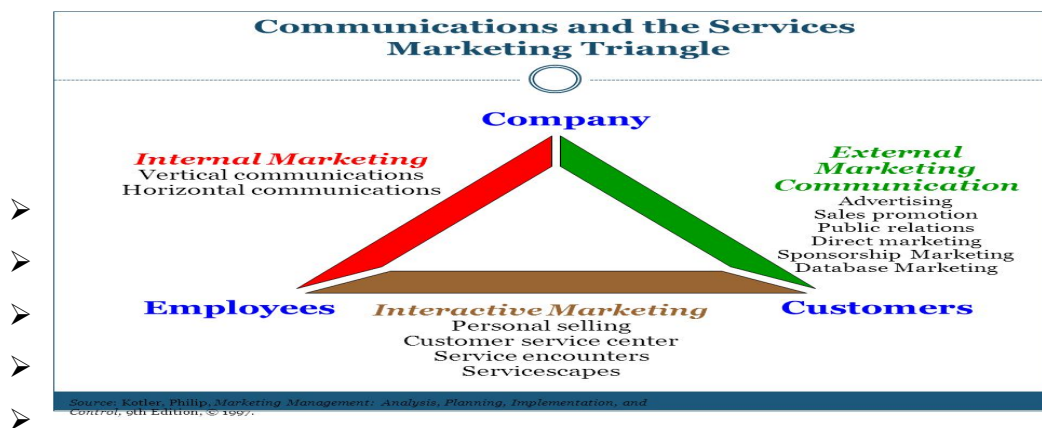 Communications and the Services
Marketing Triangle
Company
Internal Marketing
Vertical communications
Horizontal communications
External
Marketing
Communication
Advertising
Sales promotion
Public relations
Direct marketing
Sponsorship Marketing
Database Marketing
Employees
Interactive Marketing
Personal selling
Customer service center
Service encounters
Servicescapes
Customers
Source: Kotler, Philip, Marketing Management: Analysis, Planning, Implementation, and
Control, 9th Edition, © 1997.